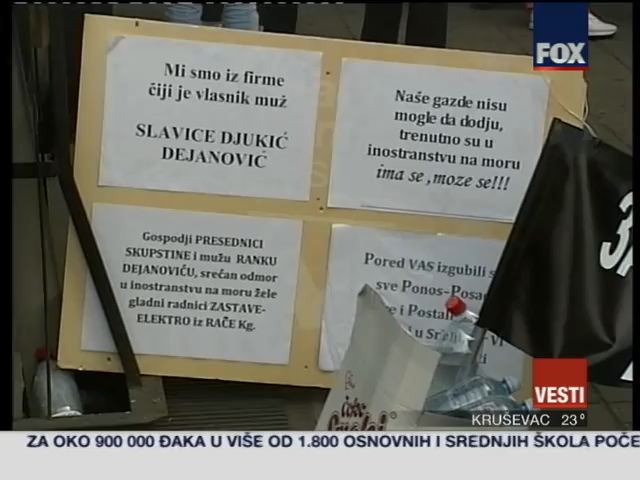 FOX
Mi smo iz firme
čiji je vlasnik muž
SLAVICE DJUKIĆ
DEJANOVIĆ
Naše gazde nisu
mogle da dodju,
trenutno su u
inostranstvu na moru
ima se ,moze se!!!
Gospodji PRESEDNICI
SKUPSTINE i mužu RANKU
DEJANOVIĆU, srećan odmor
u inostranstvu na moru žele
gladni radnici ZASTAVE-
ELEKTRO iz RAČE Kg.
Pored VAS izgubili
sve Ponos-Posa
e i Postal
VI
VESTI
KRUŠEVAC 23°
ZA OKO 900 000 ĐAKA U VIŠE OD 1.800 OSNOVNIH I SREDNJIH ŠKOLA POČE